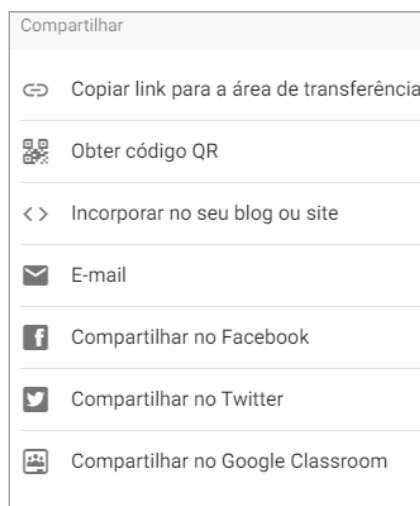 Compartilhar
Copiar link para a área de transferência
Obter código QR
Incorporar no seu blog ou site
E-mail
Compartilhar no Facebook
Compartilhar no Twitter
Compartilhar no Google Classroom